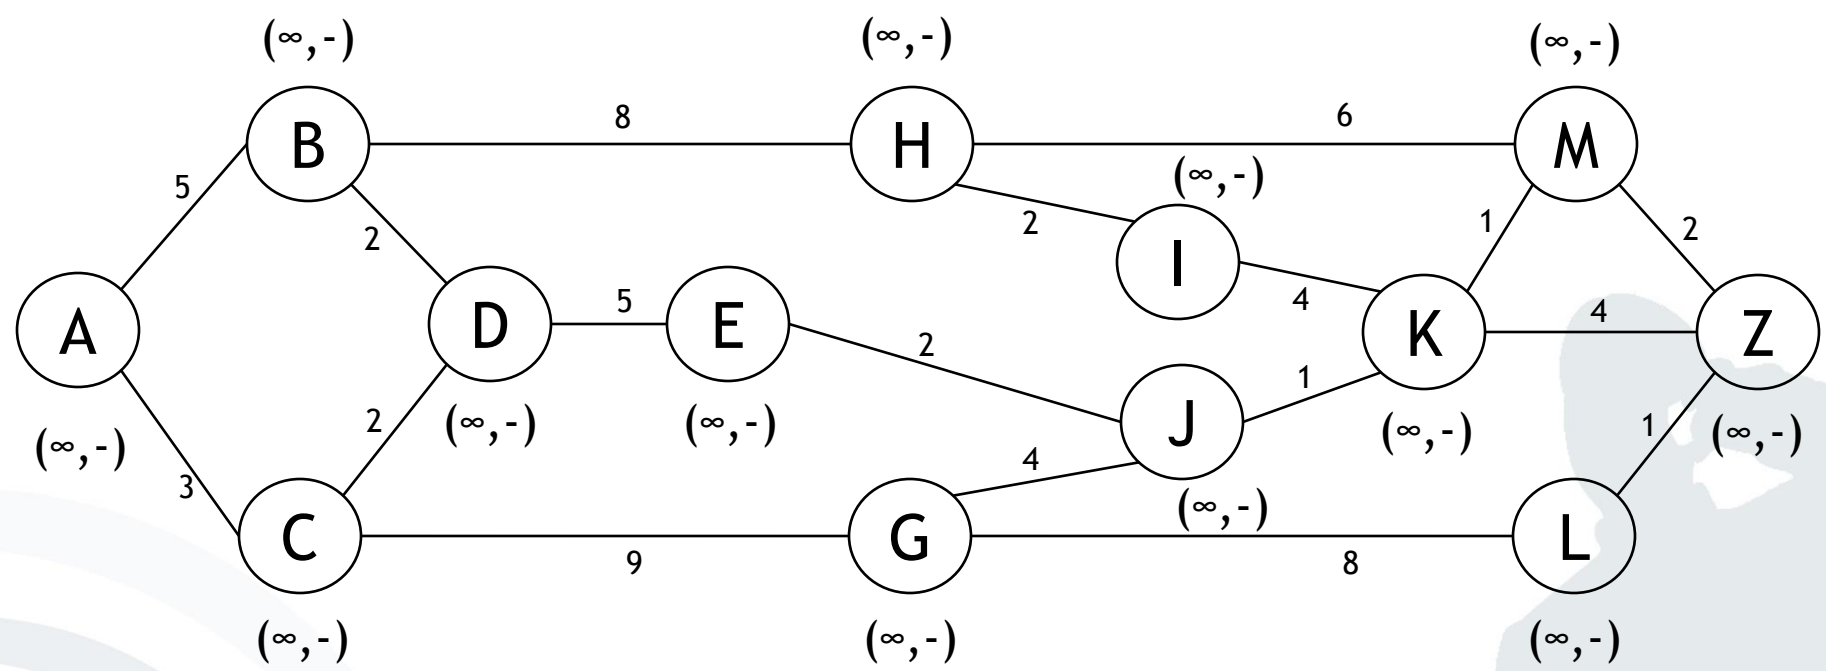 (∞,-) (∞,-) (∞,-)
8 6
B H M
(∞,-)
5 2 1 2
2 I
5 4 4
A D E 2 K Z
1
(∞,-) 2 (∞,-) (∞,-) J (∞,-) 1 (∞,-)
3 4
(∞,-)
C G L
9 8
(∞,-) (∞,-) (∞,-)